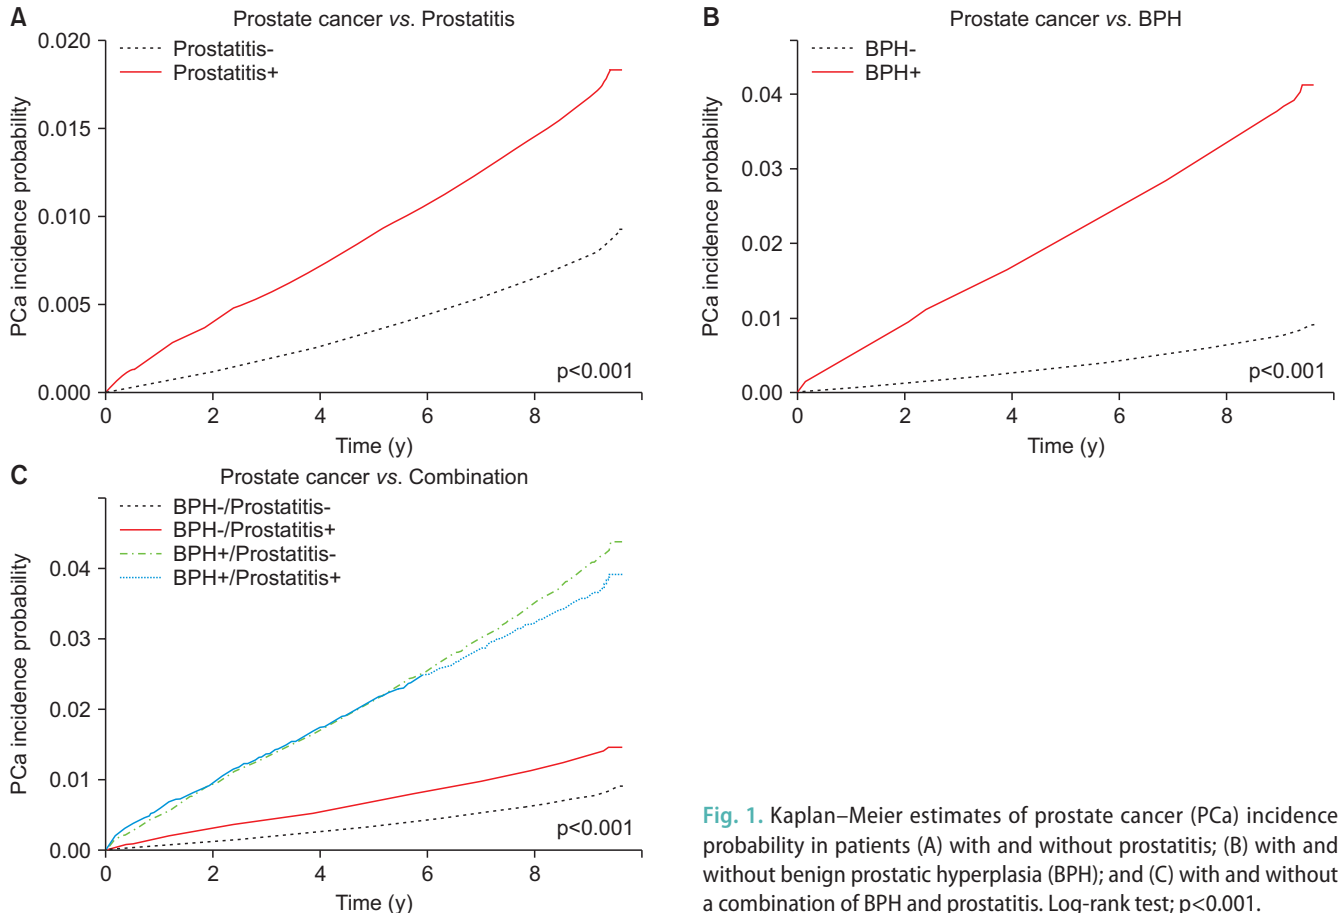 A
Prostate cancer vs. Prostatitis
0.020
0.015
0.010
0.005
0.000
PCa incidence probability
Prostatitis-
Prostatitis+
p<0.001
0 2 4 6 8
Time (y)
B
Prostate cancer vs. BPH
0.04
0.03
0.02
0.01
0.00
PCa incidence probability
BPH-
BPH+
p<0.001
0 2 4 6 8
Time (y)
C
Prostate cancer vs. Combination
0.04
0.03
0.02
0.01
0.00
PCa incidence probability
BPH-/Prostatitis-
BPH-/Prostatitis+
BPH+/Prostatitis-
BPH+/Prostatitis+
p<0.001
0 2 4 6 8
Time (y)
Fig. 1. Kaplan–Meier estimates of prostate cancer (PCa) incidence
probability in patients (A) with and without prostatitis; (B) with and
without benign prostatic hyperplasia (BPH); and (C) with and without
a combination of BPH and prostatitis. Log-rank test; p<0.001.